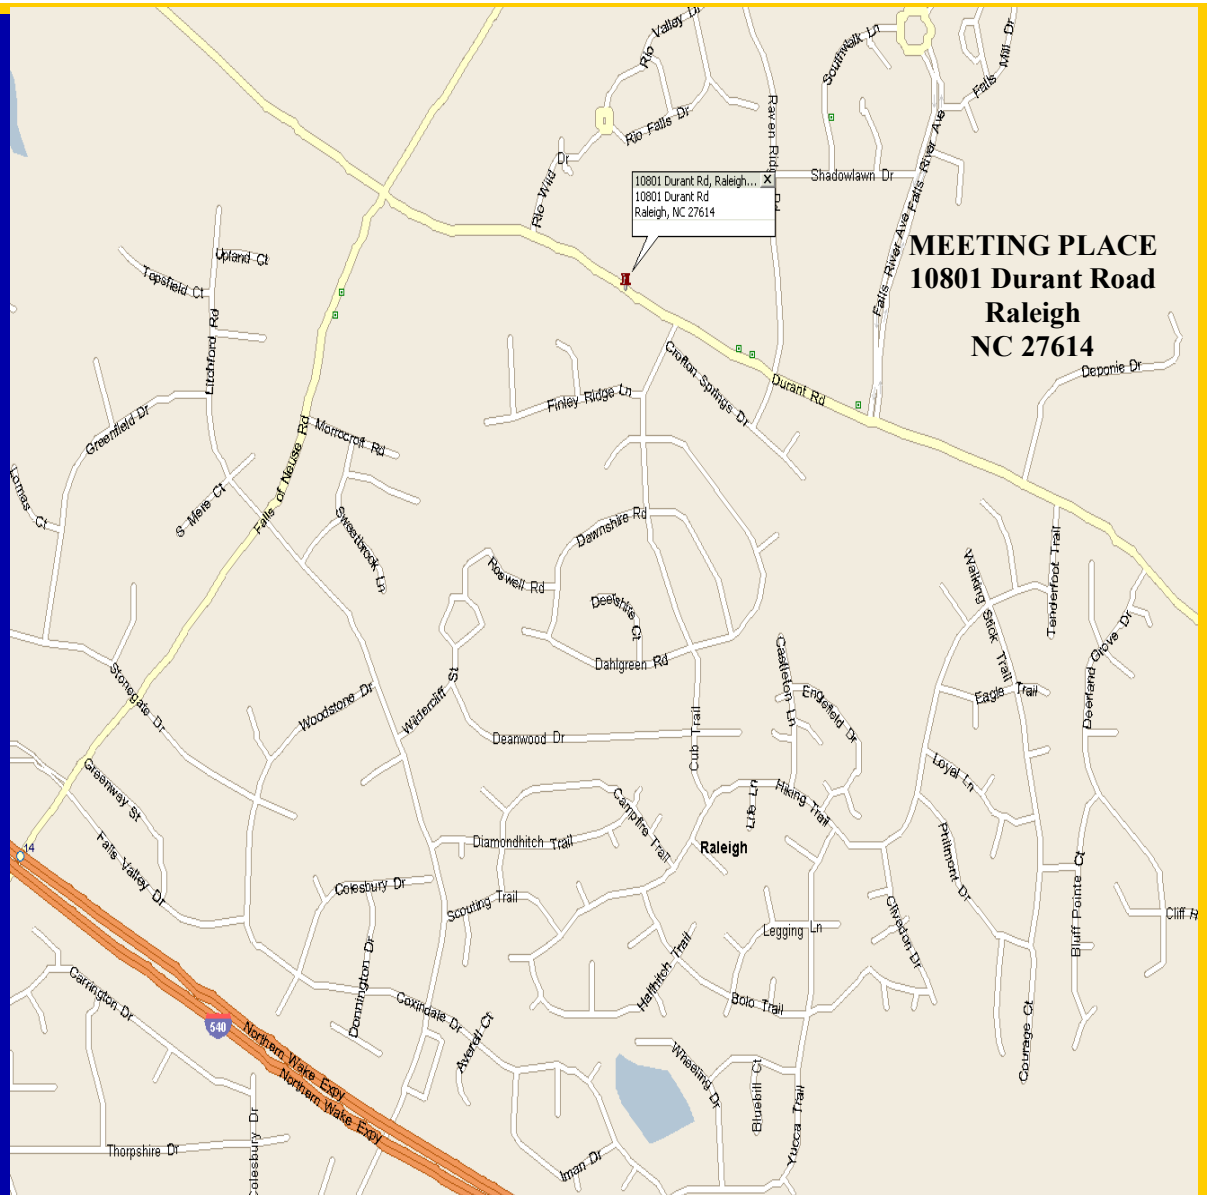 Rio Valley Dr
Southwalk Ln
Falls Mill Dr
Rio Falls Dr
Raven Ridge Rd
Rio Wild Dr
Shadowlawn Dr
Falls River Ave
Falls River Ave
10801 Durant Rd, Raleigh... X
10801 Durant Rd
Raleigh, NC 27614
MEETING PLACE
10801 Durant Road
Raleigh
NC 27614
Upland Ct
Topsfield Ct
Litchford Rd
Crofton Springs Dr
Durant Rd
Deponie Dr
Finley Ridge Ln
Greenfield Dr
Morrocroft Rd
Falls of Neuse Rd
Lomas Ct
S Mere Ct
Sweetbrook Ln
Dawnshire Rd
Roswell Rd
Deelshire Ct
Dahlgreen Rd
Walking Stick Trail
Tenderfoot Trail
Deerland Grove Dr
Eagle Trail
Castleton Ln
Englefield Dr
Stonegate Dr
Woodstone Dr
Wildercliff St
Deanwood Dr
Cub Trail
Loyal Ln
Greenway St
Hiking Trail
Life Ln
Campfire Trail
Diamondhitch Trail
Raleigh
Philmont Dr
Falls Valley Dr
14
Colesbury Dr
Scouting Trail
Bluff Pointe Ct
Cliff R
Clivedon Dr
Legging Ln
Halfhitch Trail
Donnington Dr
Bolo Trail
Carrington Dr
Coxindale Dr
Averell Ct
540
Northern Wake Expy
Northern Wake Expy
Courage Ct
Wheeling Dr
Bluebill Ct
Yucca Trail
Colesbury Dr
Thorpshire Dr
Iman Dr